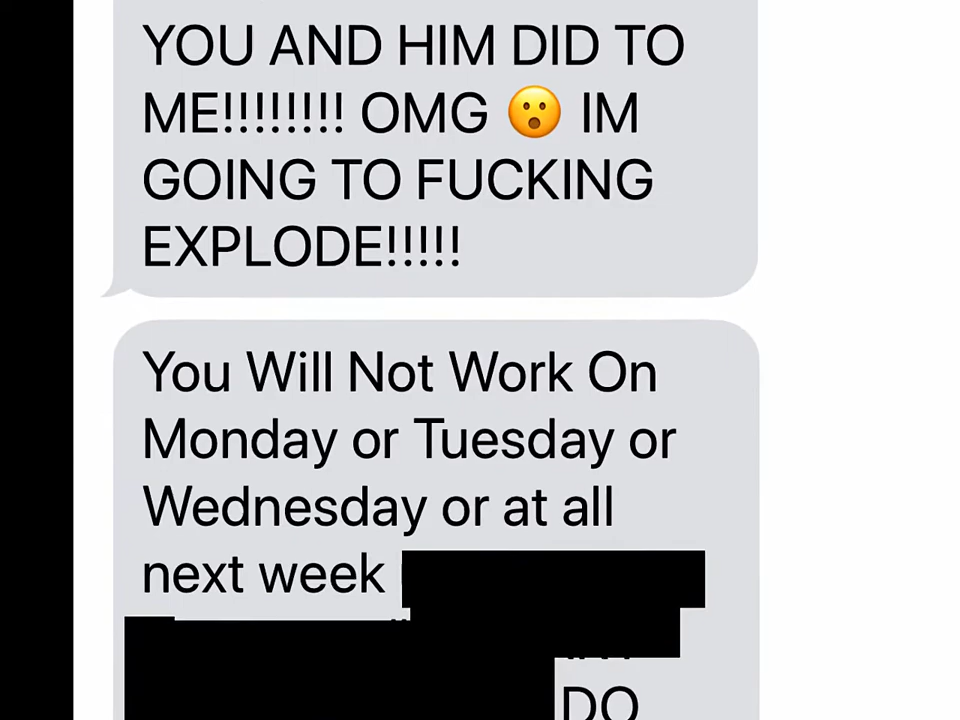 YOU AND HIM DID TO
ME!!!!!!!! OMG 😮 IM
GOING TO FUCKING
EXPLODE!!!!!
You Will Not Work On
Monday or Tuesday or
Wednesday or at all
next week
DO